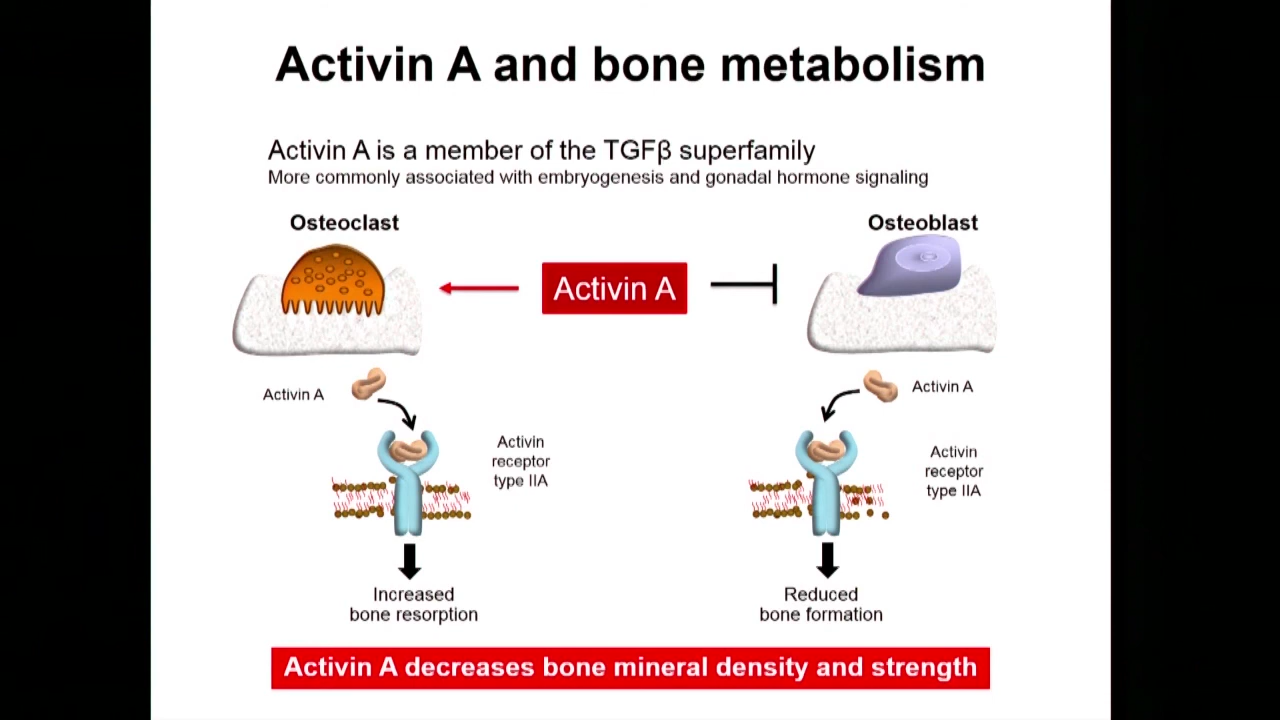 Activin A and bone metabolism
Activin A is a member of the TGFβ superfamily
More commonly associated with embryogenesis and gonadal hormone signaling
Osteoclast
Osteoblast
Activin A
Activin A
Activin
receptor
type IIA
Activin A
Activin
receptor
type IIA
Increased
bone resorption
Reduced
bone formation
Activin A decreases bone mineral density and strength